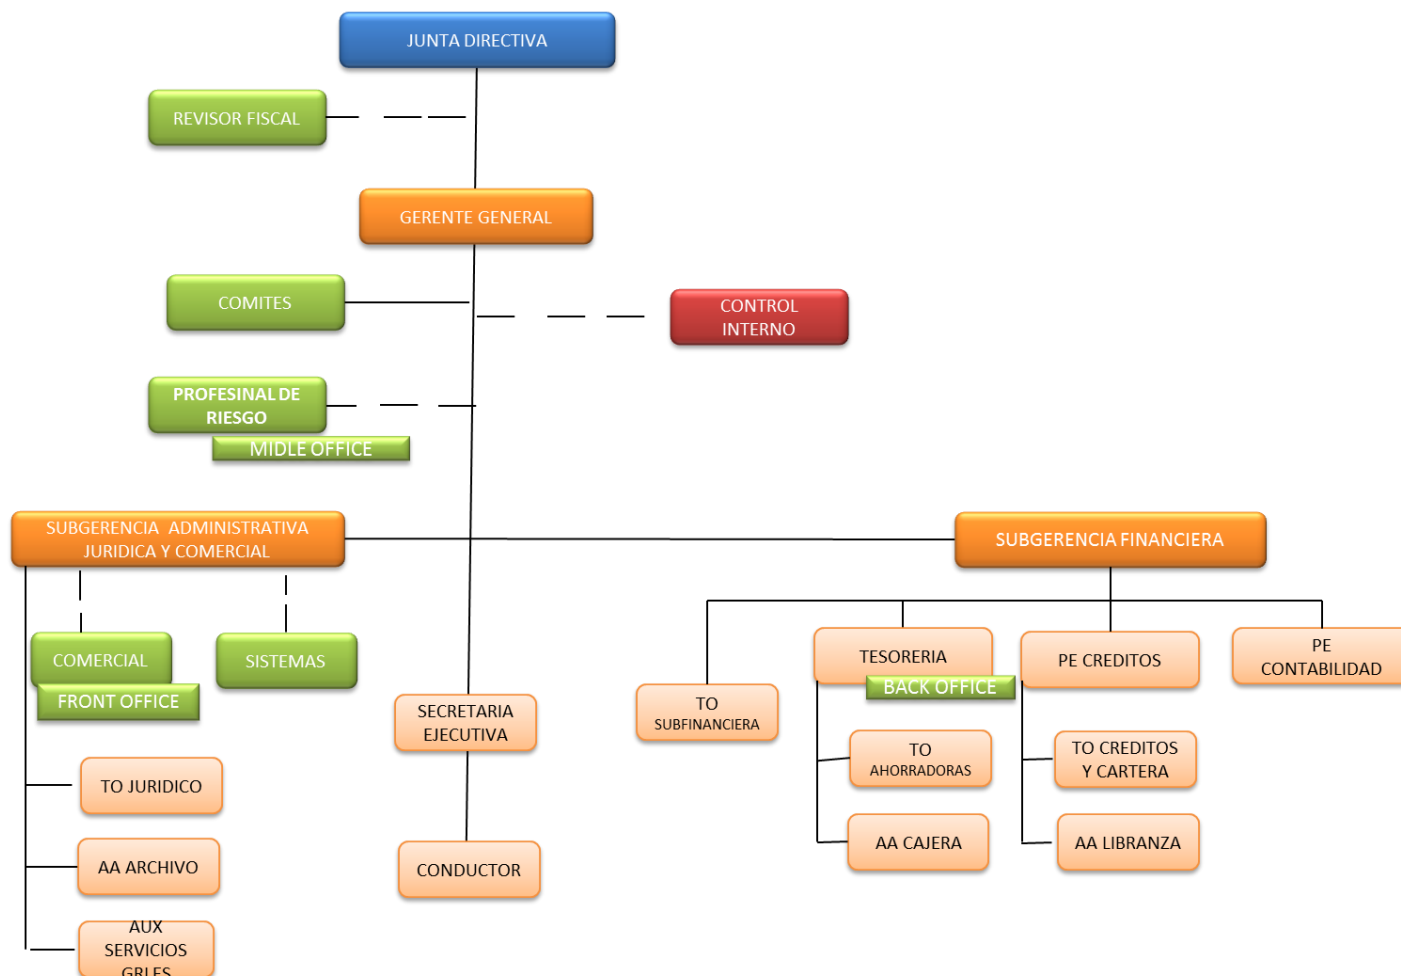 JUNTA DIRECTIVA
REVISOR FISCAL
GERENTE GENERAL
COMITES
CONTROL
INTERNO
PROFESINAL DE
RIESGO
MIDLE OFFICE
SUBGERENCIA ADMINISTRATIVA
JURIDICA Y COMERCIAL
SUBGERENCIA FINANCIERA
COMERCIAL
FRONT OFFICE
SISTEMAS
SECRETARIA
EJECUTIVA
TO
SUBFINANCIERA
TESORERIA
BACK OFFICE
PE CREDITOS
PE
CONTABILIDAD
TO JURIDICO
TO
AHORRADORAS
TO CREDITOS
Y CARTERA
AA ARCHIVO
CONDUCTOR
AA CAJERA
AA LIBRANZA
AUX
SERVICIOS
GRLES